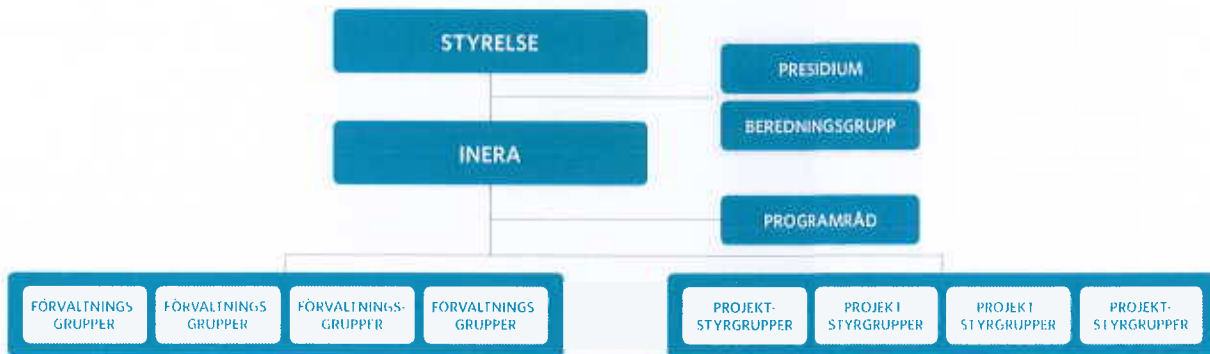 STYRELSE
PRESIDIUM
BEREDNINGSGRUPP
INERA
PROGRAMRÅD
FÖRVALTNINGS
GRUPPER
FÖRVALTNINGS
GRUPPER
FÖRVALTNINGS-
GRUPPER
FÖRVALTNINGS
GRUPPER
PROJEKT-
STYRGRUPPER
PROJEKT
STYRGRUPPER
PROJEKT
STYRGRUPPER
PROJEKT-
STYRGRUPPER